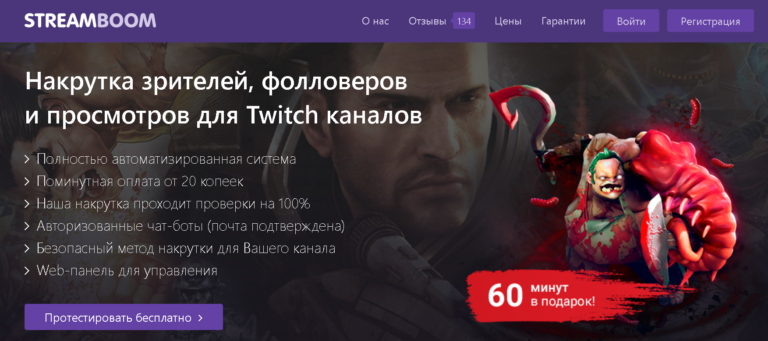 STREAMBOOM
О нас Отзывы 134 Цены Гарантии Войти Регистрация
Накрутка зрителей, фолловеров
и просмотров для Twitch каналов
Полностью автоматизированная система
Поминутная оплата от 20 копеек
Наша накрутка проходит проверки на 100%
Авторизованные чат-боты (почта подтверждена)
Безопасный метод накрутки для Вашего канала
Web-панель для управления
60 минут
в подарок!
Протестировать бесплатно